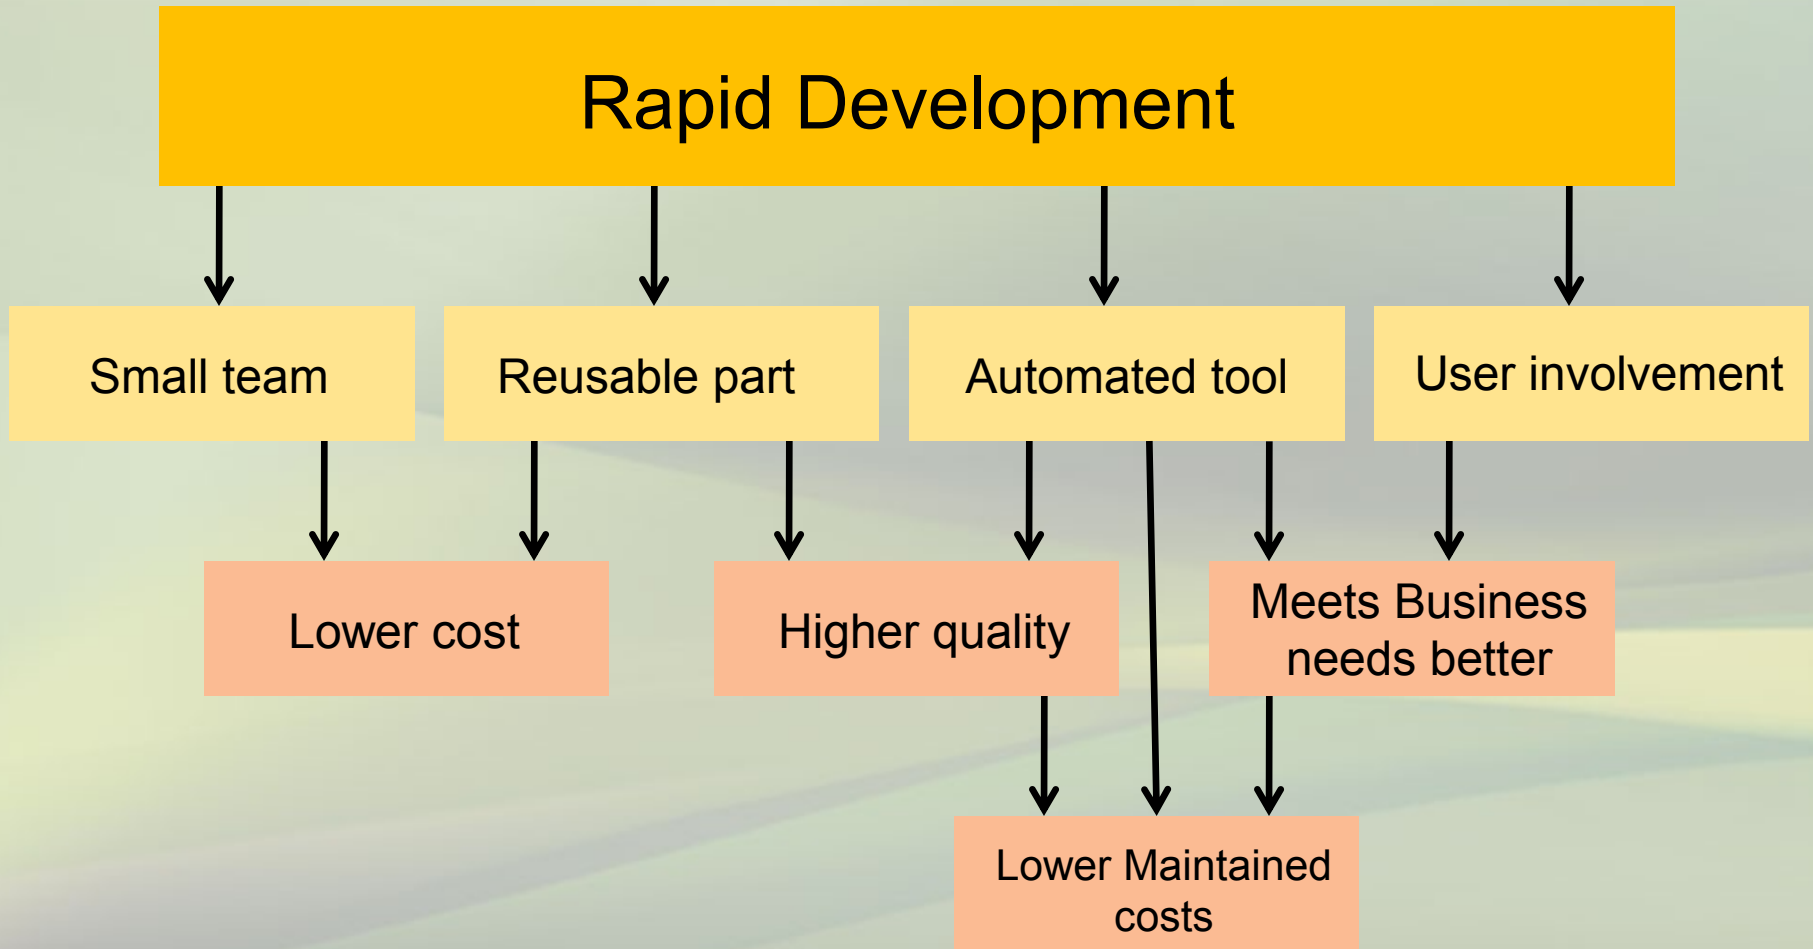 Rapid Development
Small team
Reusable part
Automated tool
User involvement
Lower cost
Higher quality
Meets Business
needs better
Lower Maintained
costs